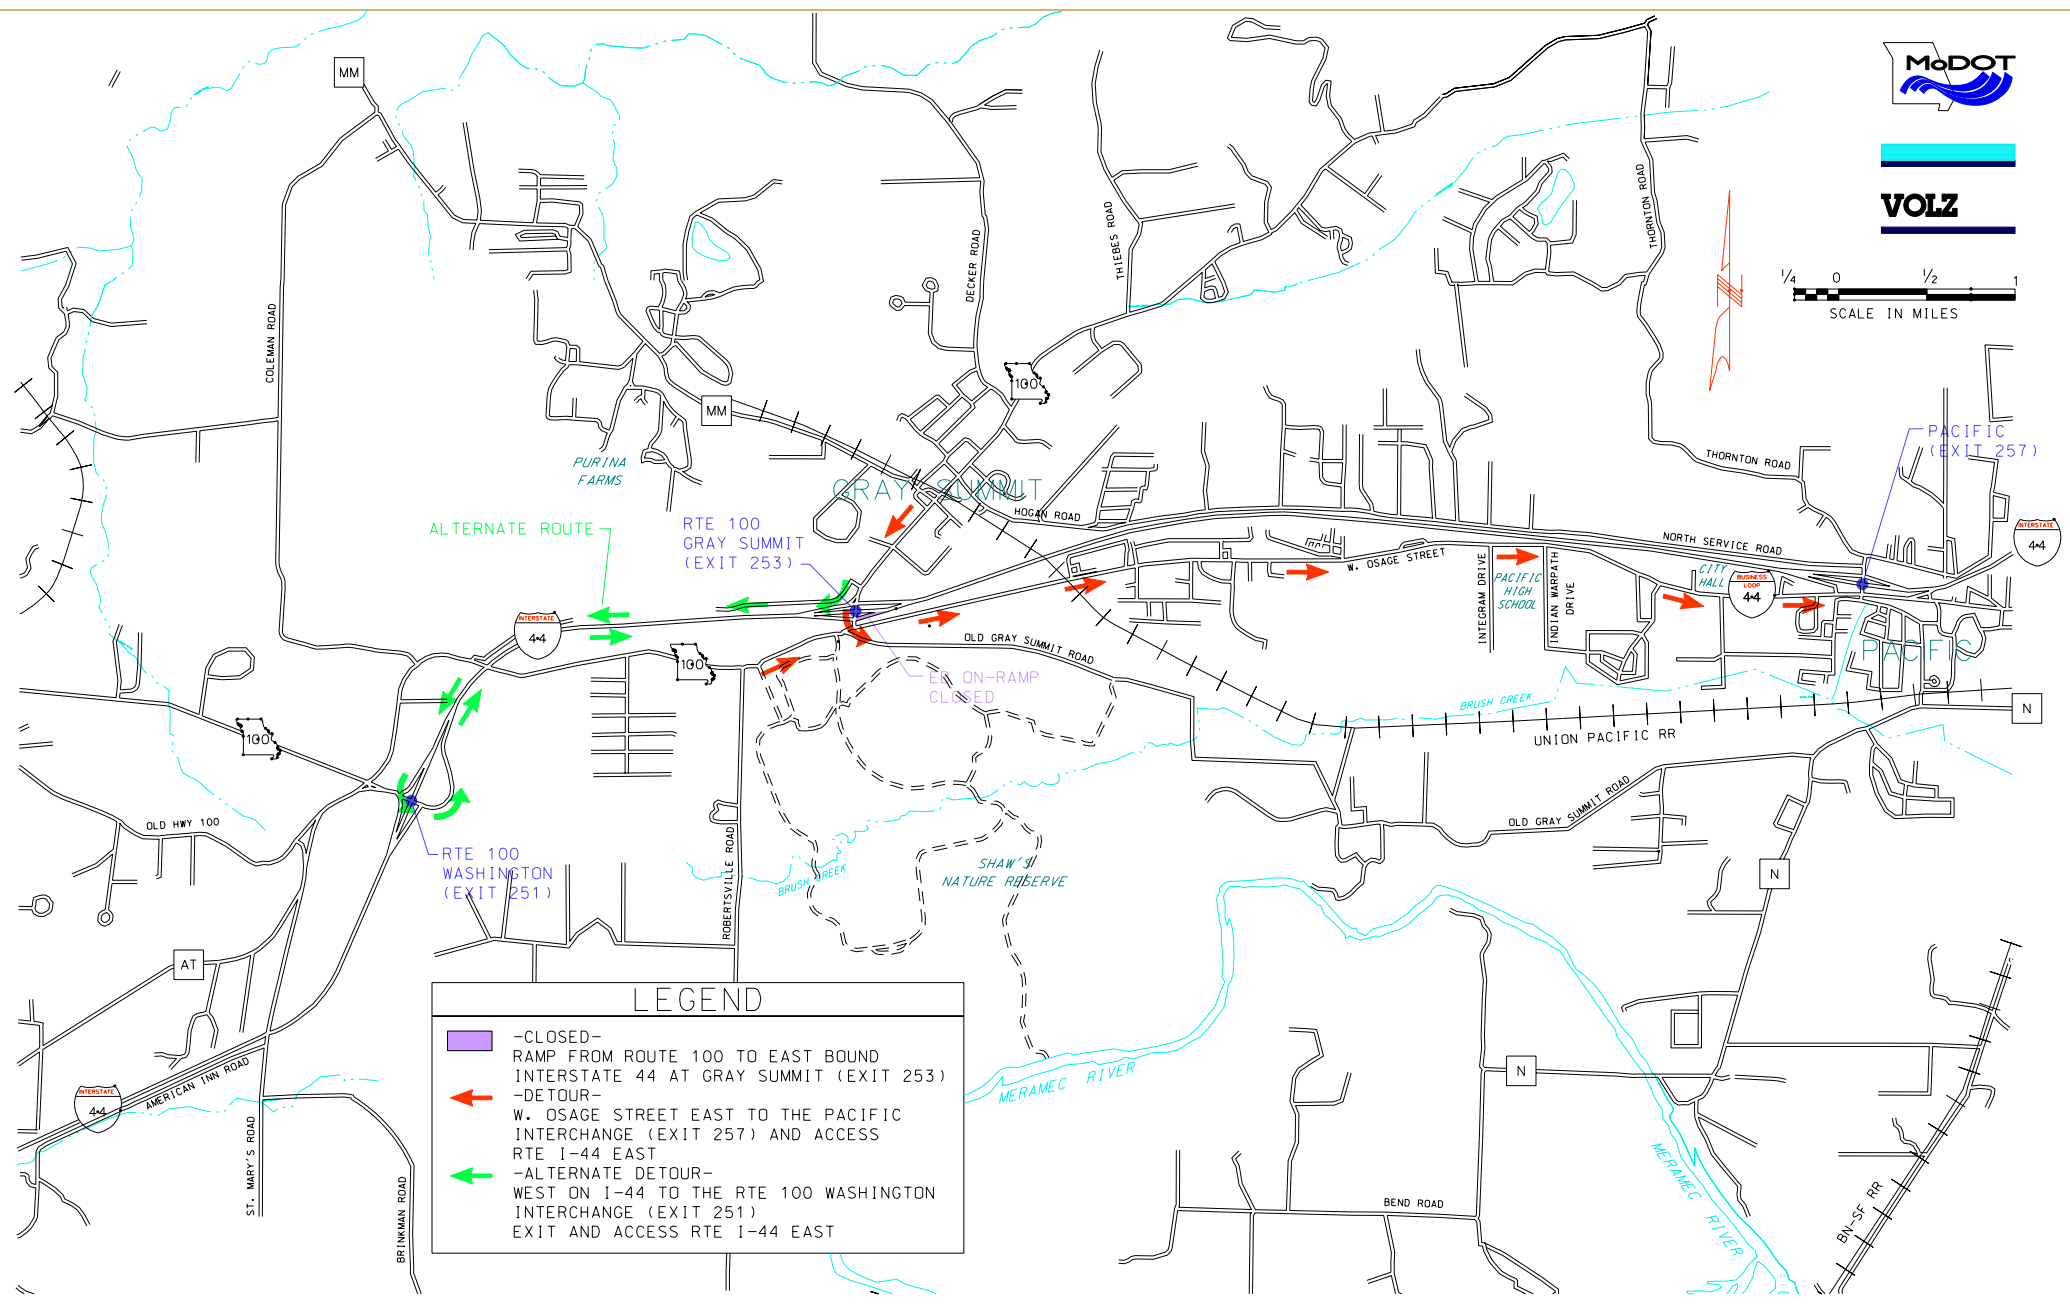 MM
MoDOT
VOLZ
1/4 0 1/2 1
SCALE IN MILES
COLEMAN ROAD
DECKER ROAD
THIEBES ROAD
THORNTON ROAD
100
MM
PURINA
FARMS
GRAY SUMMIT
HOGAN ROAD
THORNTON ROAD
PACIFIC
(EXIT 257)
ALTERNATE ROUTE
RTE 100
GRAY SUMMIT
(EXIT 253)
W. OSAGE STREET
NORTH SERVICE ROAD
INTERSTATE
44
INTEGRAM DRIVE
PACIFIC
HIGH
SCHOOL
INDIAN WARPATH
DRIVE
CITY
HALL
BUSINESS
LOOP
44
INTERSTATE
44
100
OLD GRAY SUMMIT ROAD
PACIFIC
EB ON-RAMP
CLOSED
BRUSH CREEK
UNION PACIFIC RR
N
100
OLD HWY 100
RTE 100
WASHINGTON
(EXIT 251)
ROBERTSVILLE ROAD
BRUSH CREEK
SHAW'S
NATURE RESERVE
OLD GRAY SUMMIT ROAD
N
AT
INTERSTATE
44
AMERICAN INN ROAD
ST. MARY'S ROAD
BRINKMAN ROAD
MERAMEC RIVER
N
MERAMEC RIVER
BEND ROAD
BN-SF RR
LEGEND
-CLOSED-
RAMP FROM ROUTE 100 TO EAST BOUND
INTERSTATE 44 AT GRAY SUMMIT (EXIT 253)
-DETOUR-
W. OSAGE STREET EAST TO THE PACIFIC
INTERCHANGE (EXIT 257) AND ACCESS
RTE I-44 EAST
-ALTERNATE DETOUR-
WEST ON I-44 TO THE RTE 100 WASHINGTON
INTERCHANGE (EXIT 251)
EXIT AND ACCESS RTE I-44 EAST